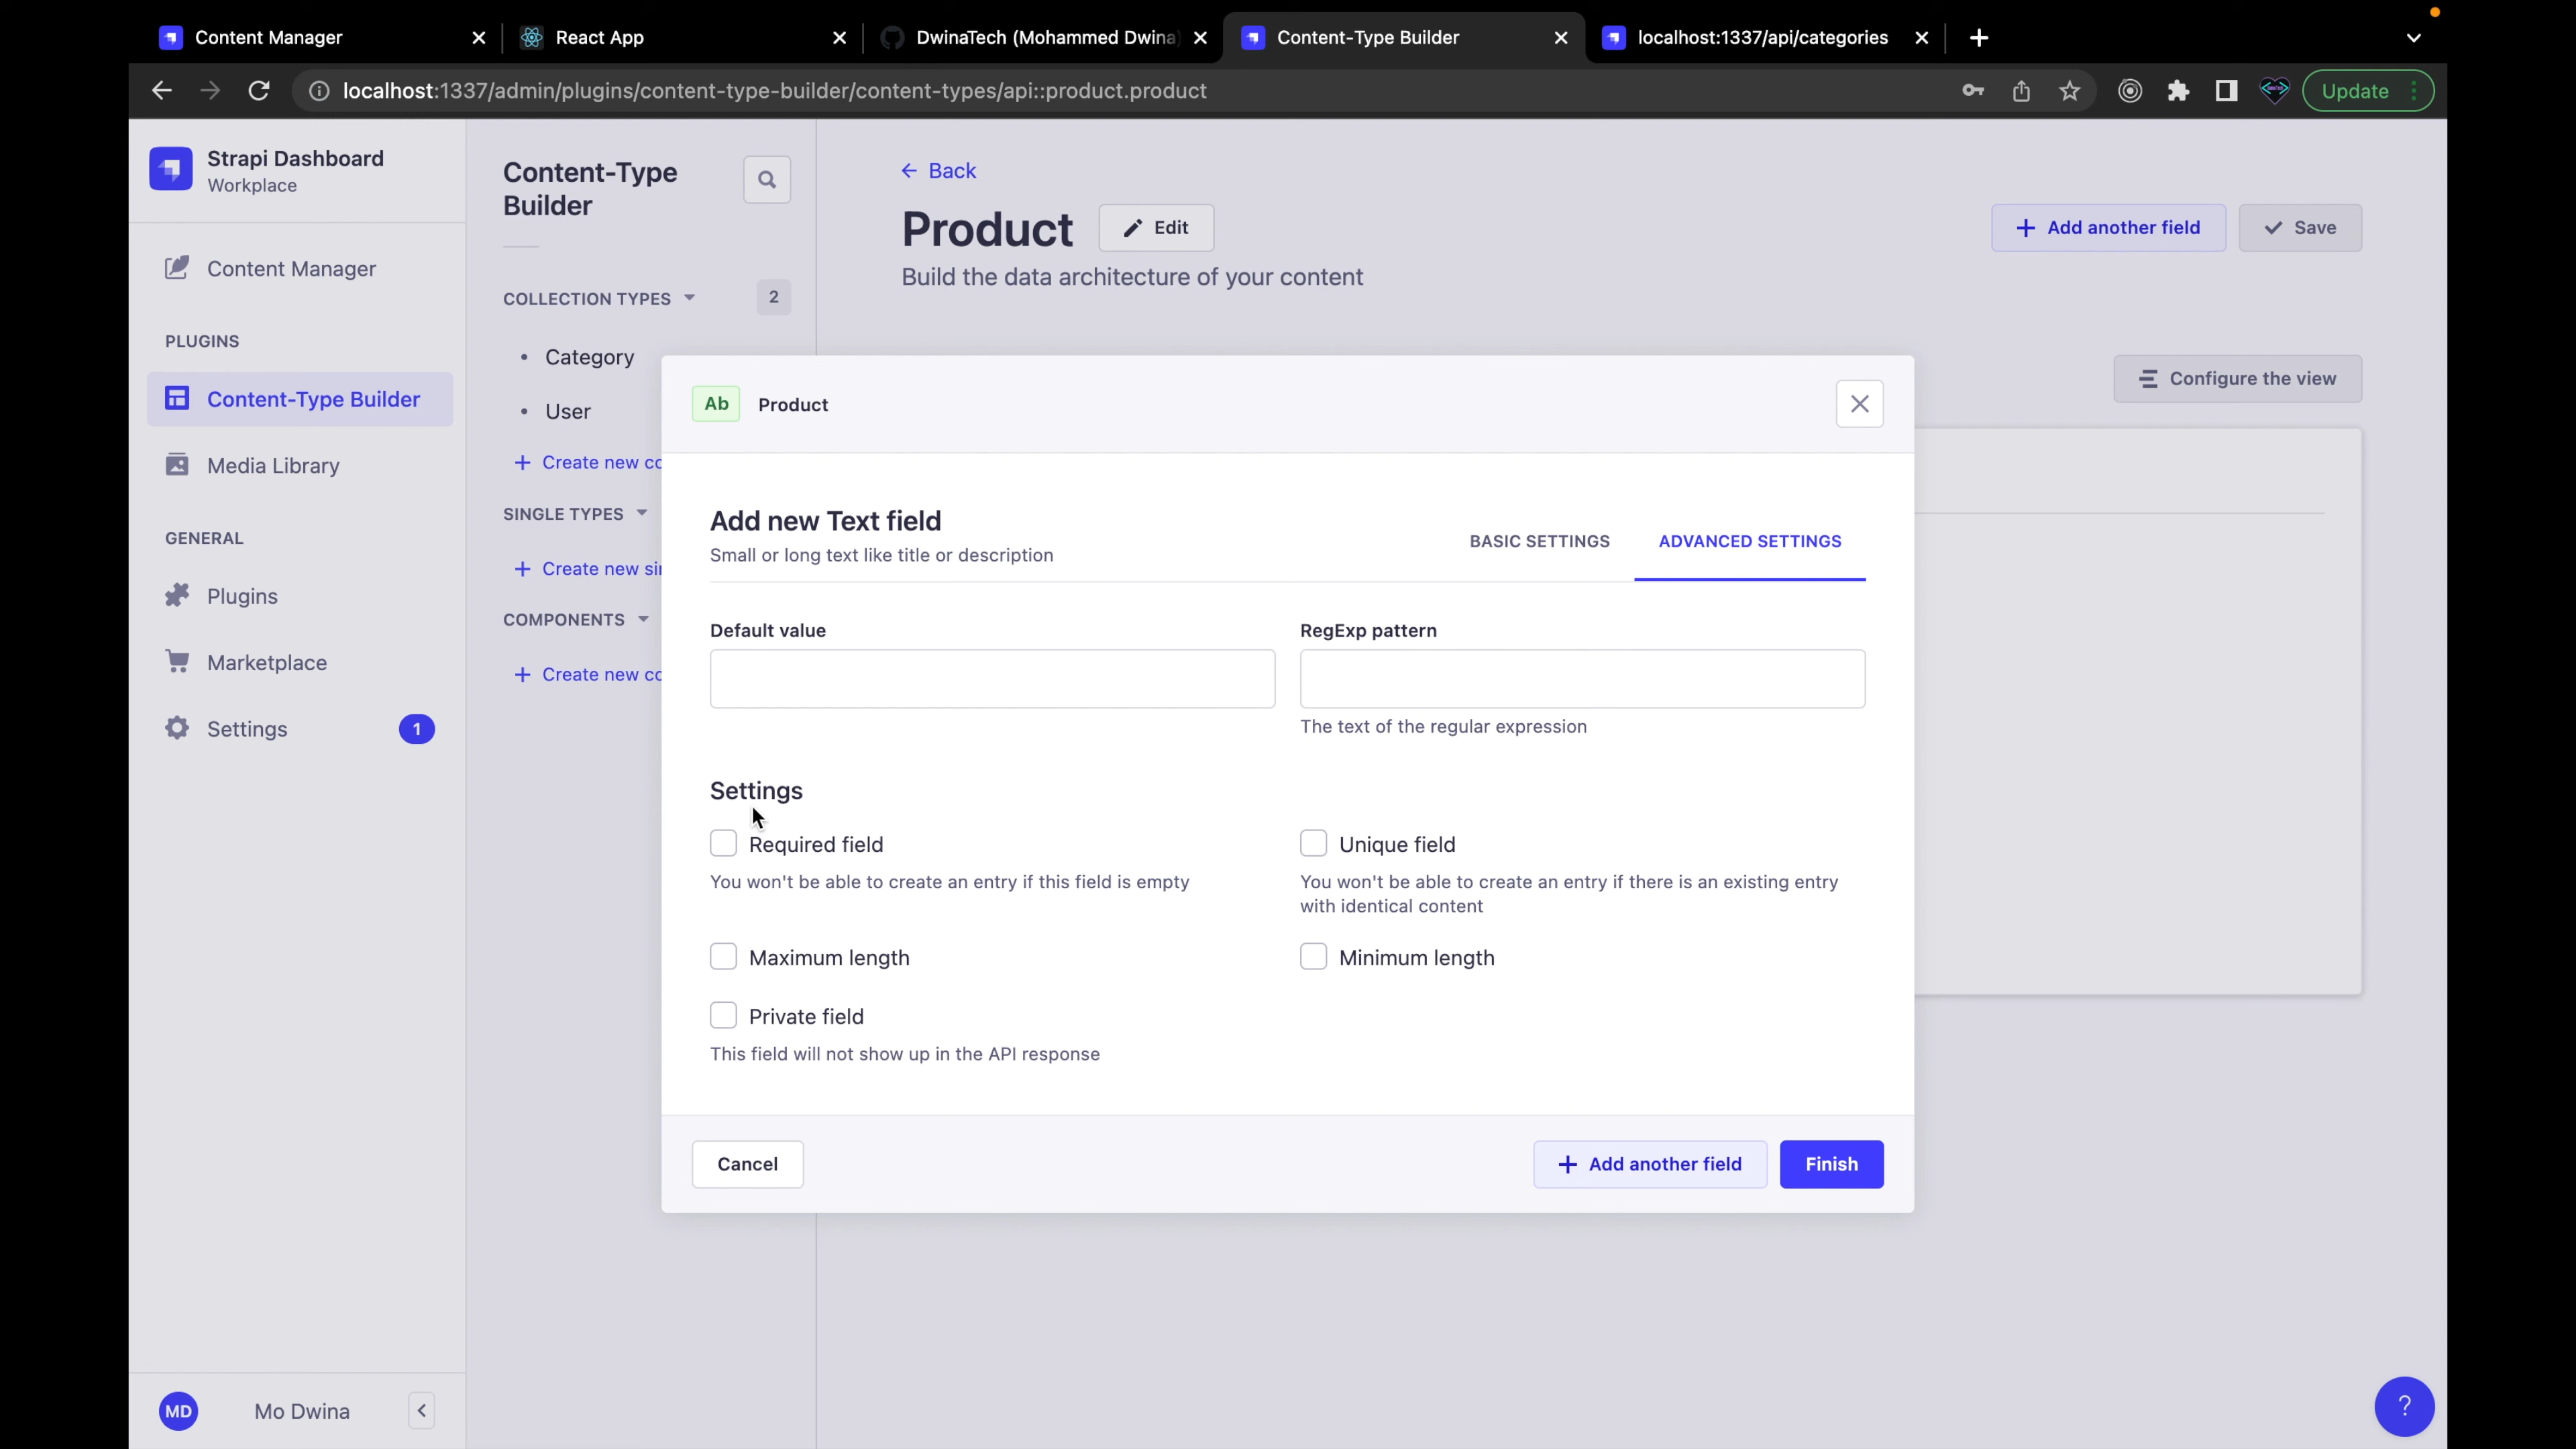 Content Manager
React App
DwinaTech (Mohammed Dwina)
Content-Type Builder
localhost:1337/api/categories
localhost:1337/admin/plugins/content-type-builder/content-types/api::product.product
Update
Strapi Dashboard
Workplace
Content Manager
PLUGINS
Content-Type Builder
Media Library
GENERAL
Plugins
Marketplace
Settings
1
MD
Mo Dwina
Content-Type
Builder
COLLECTION TYPES
2
Category
User
Create new co
SINGLE TYPES
Create new si
COMPONENTS
Create new co
Back
Product
Edit
Build the data architecture of your content
Add another field
Save
Configure the view
Ab
Product
Add new Text field
Small or long text like title or description
BASIC SETTINGS
ADVANCED SETTINGS
Default value
RegExp pattern
The text of the regular expression
Settings
Required field
You won't be able to create an entry if this field is empty
Unique field
You won't be able to create an entry if there is an existing entry
with identical content
Maximum length
Minimum length
Private field
This field will not show up in the API response
Cancel
Add another field
Finish
?